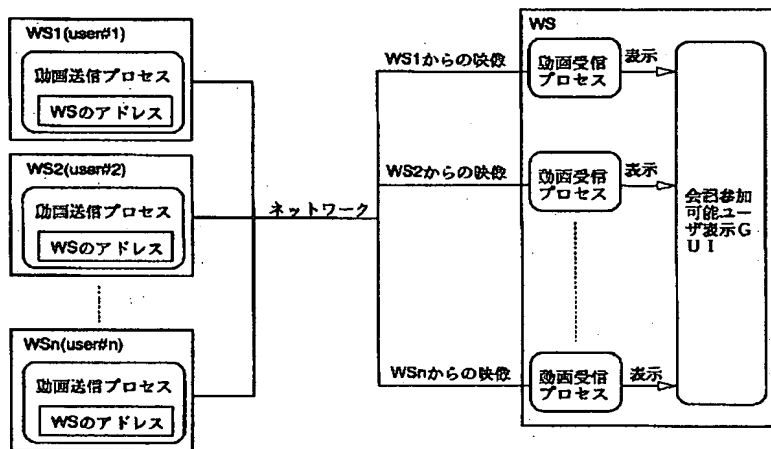 WS1(user#1)
動画送信プロセス
WSのアドレス
WS2(user#2)
動画送信プロセス
WSのアドレス
WSn(user#n)
動画送信プロセス
WSのアドレス
ネットワーク
WS1からの映像
WS2からの映像
WSnからの映像
WS
動画受信
プロセス
表示
動画受信
プロセス
表示
動画受信
プロセス
表示
会議参加
可能ユー
ザ表示G
UI